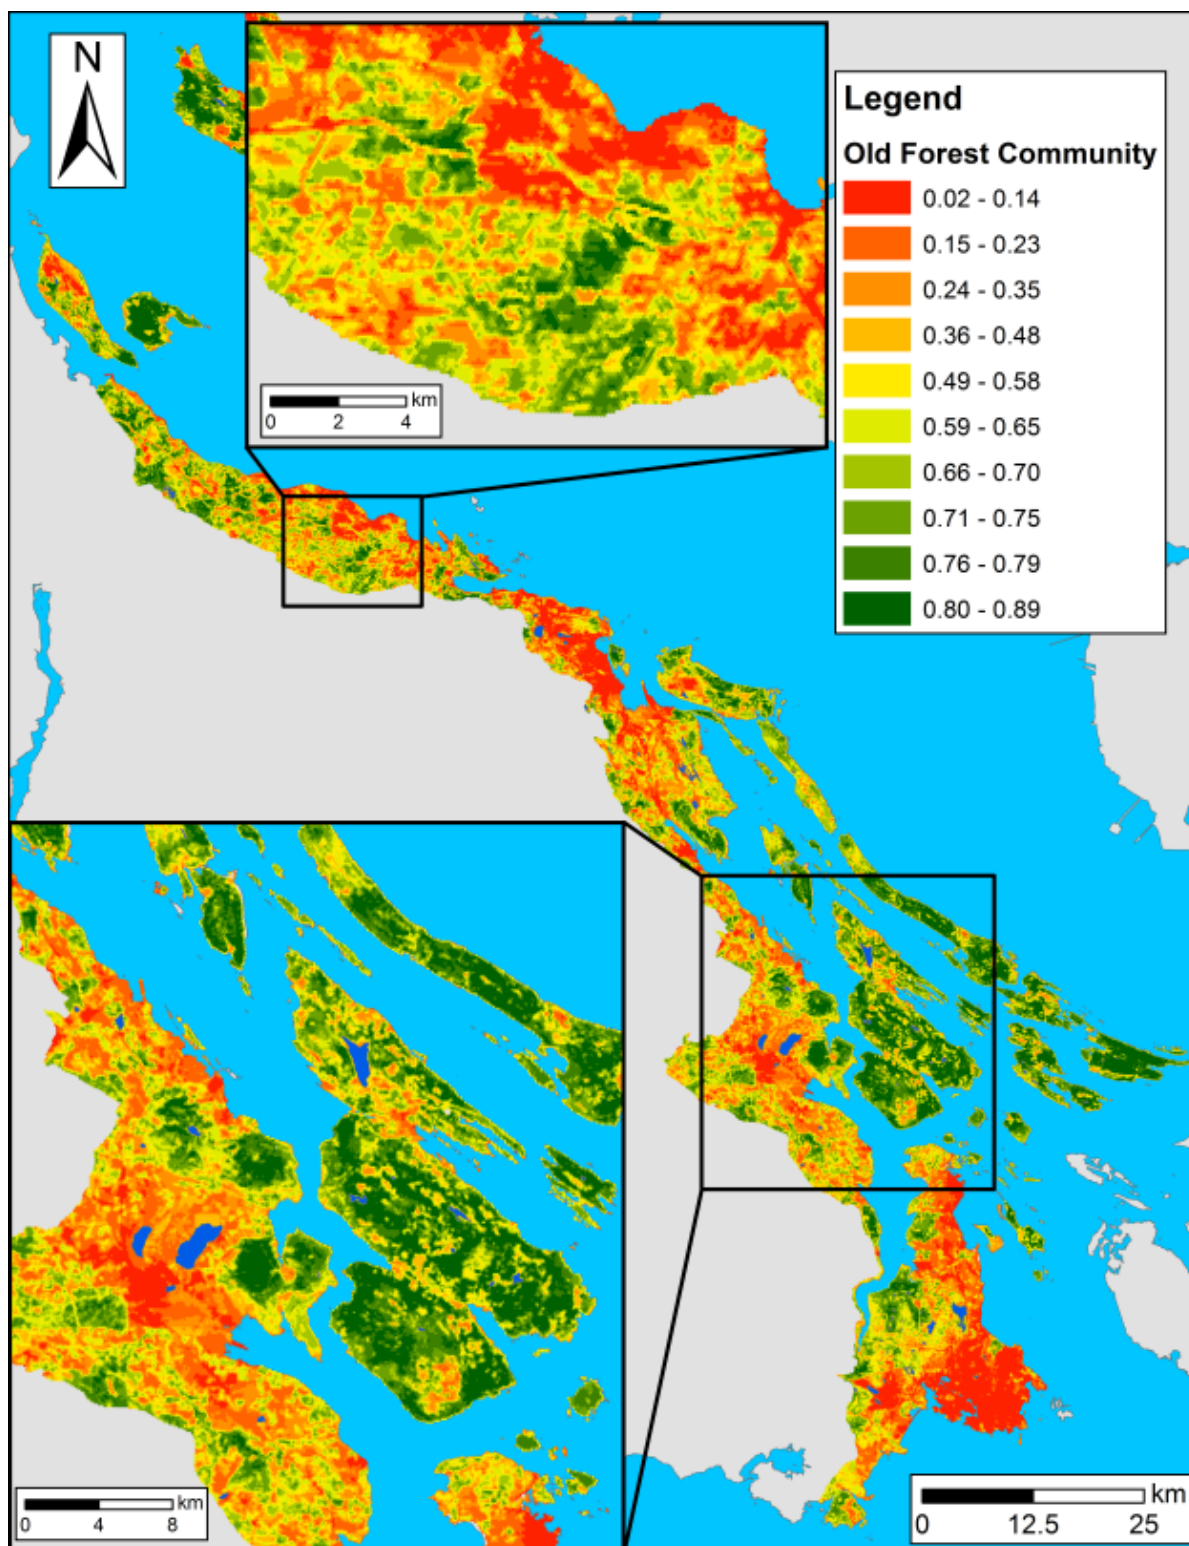 N
Legend
Old Forest Community
0.02 - 0.14
0.15 - 0.23
0.24 - 0.35
0.36 - 0.48
0.49 - 0.58
0.59 - 0.65
0.66 - 0.70
0.71 - 0.75
0.76 - 0.79
0.80 - 0.89
km
0 2 4
km
0 4 8
km
0 12.5 25